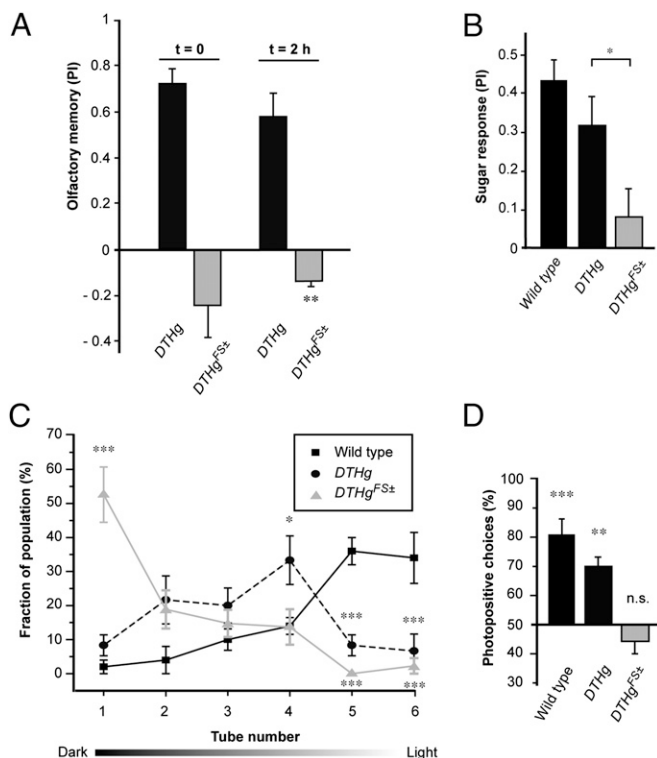 A
t = 0
t = 2 h
Olfactory memory (PI)
1
0.8
0.6
0.4
0.2
0
- 0.2
- 0.4
**
DTHg
DTHgFS±
DTHg
DTHgFS±
B
Sugar response (PI)
0.5
0.4
0.3
0.2
0.1
0
*
Wild type
DTHg
DTHgFS±
C
Fraction of population (%)
70
60
50
40
30
20
10
0
***
*
***
***
***
***
Wild type
DTHg
DTHgFS±
1 2 3 4 5 6
Tube number
Dark Light
D
Photopositive choices (%)
100
90
80
70
60
50
40
30
***
**
n.s.
Wild type
DTHg
DTHgFS±